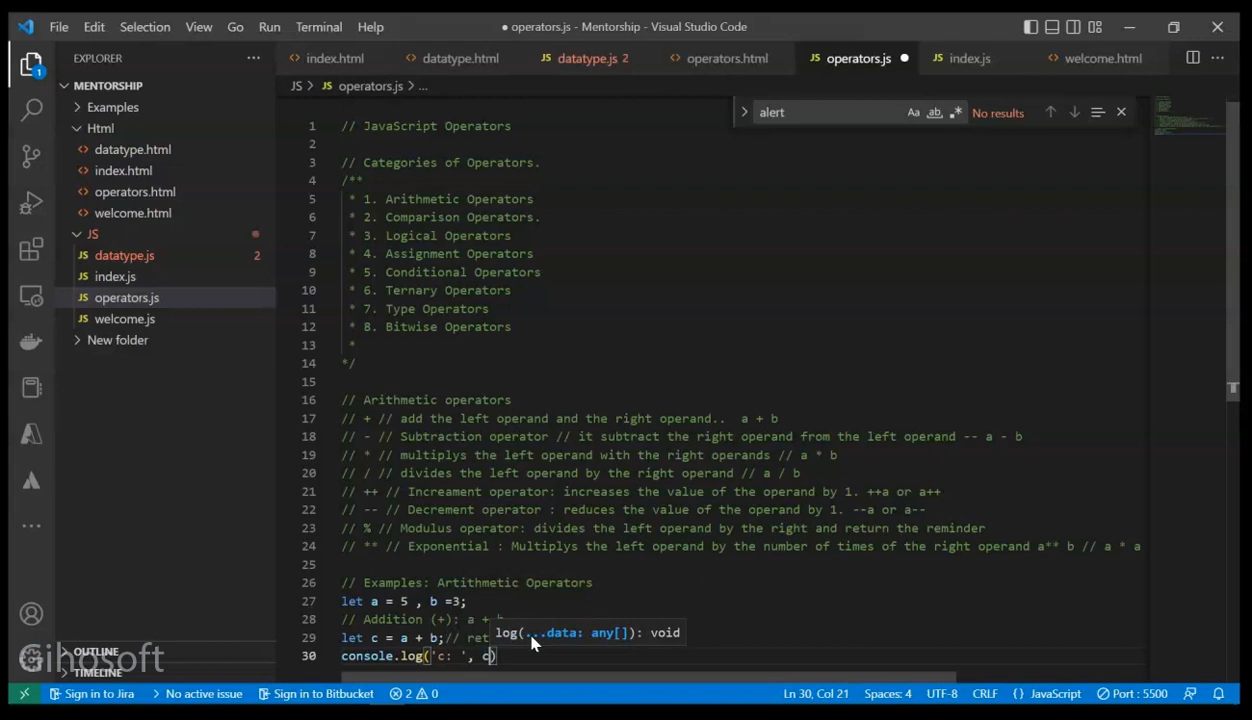 File Edit Selection View Go Run Terminal Help
● operators.js - Mentorship - Visual Studio Code
EXPLORER
index.html datatype.html datatype.js 2 operators.html operators.js index.js welcome.html
JS > JS operators.js > ...
MENTORSHIP
Examples
Html
datatype.html
index.html
operators.html
welcome.html
JS
datatype.js 2
index.js
operators.js
welcome.js
New folder
OUTLINE
TIMELINE
1
alert Aa ab No results
1 // JavaScript Operators
2
3 // Categories of Operators.
4 /**
5 * 1. Arithmetic Operators
6 * 2. Comparison Operators.
7 * 3. Logical Operators
8 * 4. Assignment Operators
9 * 5. Conditional Operators
10 * 6. Ternary Operators
11 * 7. Type Operators
12 * 8. Bitwise Operators
13 *
14 */
15
16 // Arithmetic operators
17 // + // add the left operand and the right operand.. a + b
18 // - // Subtraction operator // it subtract the right operand from the left operand -- a - b
19 // * // multiplys the left operand with the right operands // a * b
20 // / // divides the left operand by the right operand // a / b
21 // ++ // Increament operator: increases the value of the operand by 1. ++a or a++
22 // -- // Decrement operator : reduces the value of the operand by 1. --a or a--
23 // % // Modulus operator: divides the left operand by the right and return the reminder
24 // ** // Exponential : Multiplys the left operand by the number of times of the right operand a** b // a * a
25
26 // Examples: Artithmetic Operators
27 let a = 5 , b =3;
28 // Addition (+): a +
29 let c = a + b;// ret
log(...data: any[]): void
30 console.log('c: ', c)
Gihosoft
Sign in to Jira No active issue Sign in to Bitbucket 2 0 Ln 30, Col 21 Spaces: 4 UTF-8 CRLF {} JavaScript Port : 5500